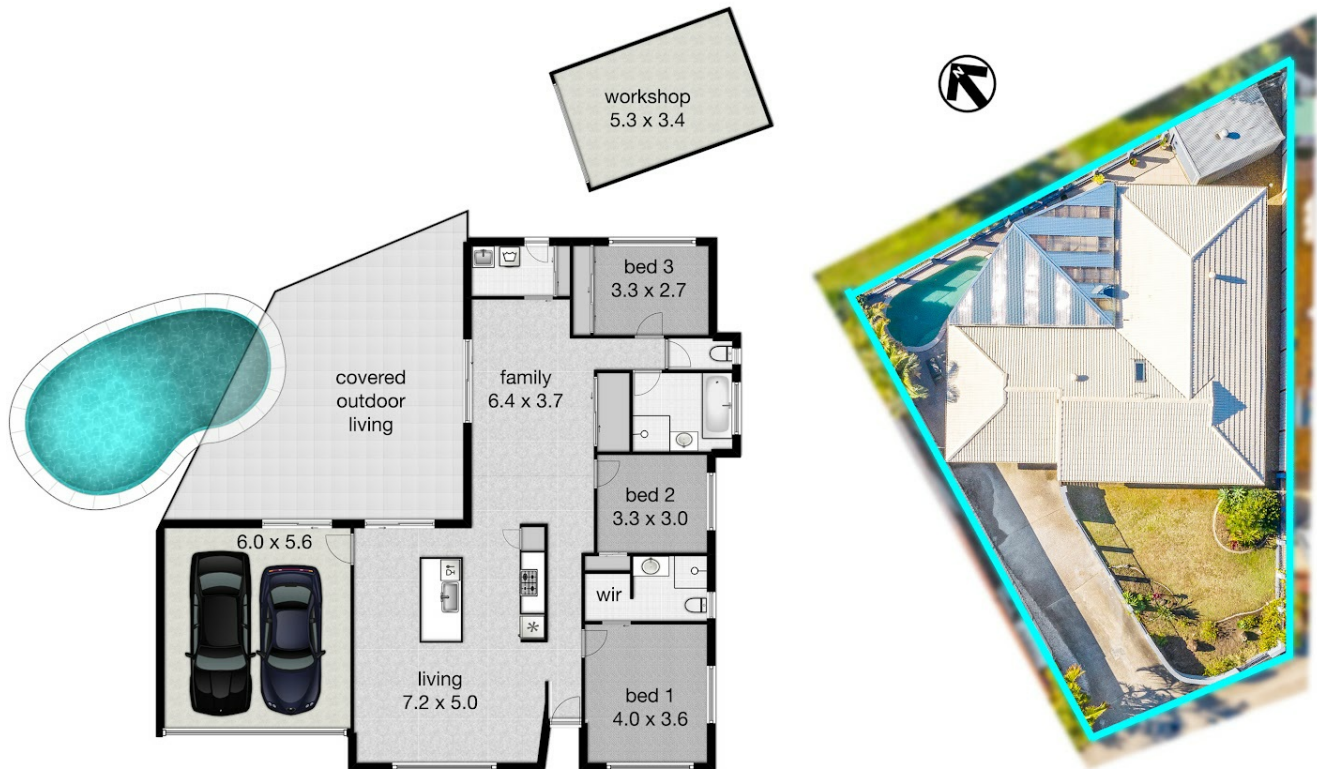 workshop
5.3 x 3.4
N
bed 3
3.3 x 2.7
covered
outdoor
living
family
6.4 x 3.7
bed 2
3.3 x 3.0
6.0 x 5.6
wir
living
7.2 x 5.0
bed 1
4.0 x 3.6